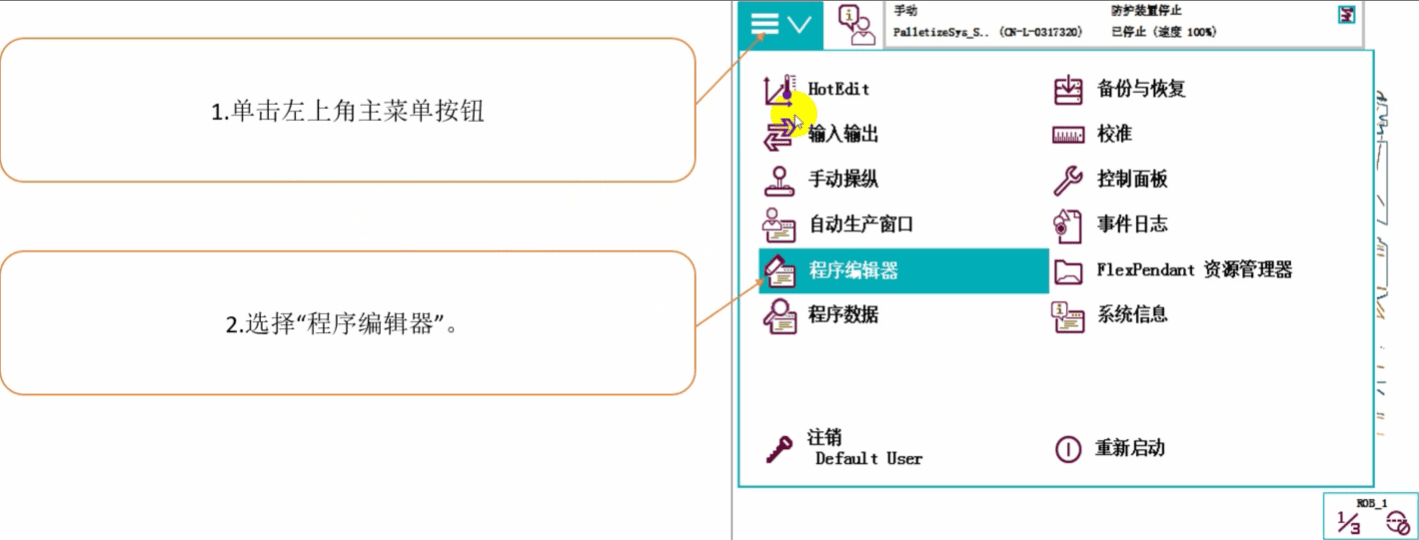 1.单击左上角主菜单按钮
2.选择“程序编辑器”。
手动
防护装置停止
PalletizeSys_S.. (CN-L-0317320)
已停止 (速度 100%)
HotEdit
备份与恢复
输入输出
校准
手动操纵
控制面板
自动生产窗口
事件日志
程序编辑器
FlexPendant 资源管理器
程序数据
系统信息
注销
Default User
重新启动
ROB_1
1/3